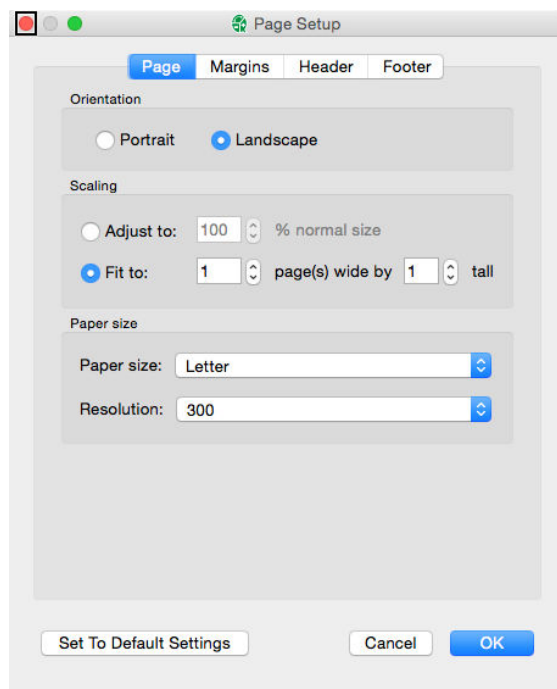 Page Setup
Page Margins Header Footer
Orientation
Portrait Landscape
Scaling
Adjust to: 100 % normal size
Fit to: 1 page(s) wide by 1 tall
Paper size
Paper size: Letter
Resolution: 300
Set To Default Settings Cancel OK